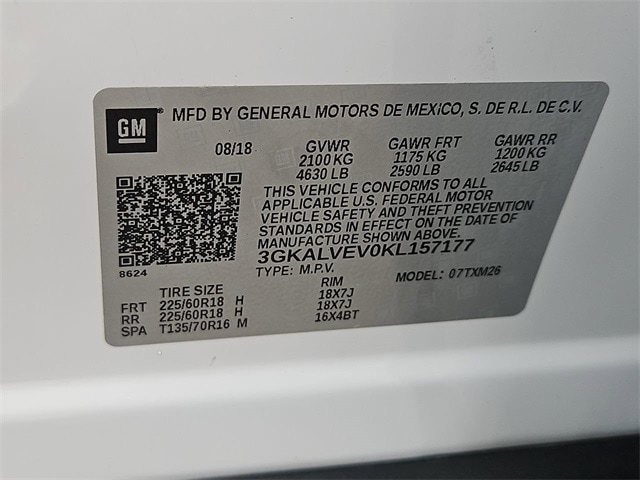 GM
MFD BY GENERAL MOTORS DE MEXICO, S. DE R.L. DE C.V.
08/18 GVWR GAWR FRT GAWR RR
2100 KG 1175 KG 1200 KG
4630 LB 2590 LB 2645 LB
THIS VEHICLE CONFORMS TO ALL
APPLICABLE U.S. FEDERAL MOTOR
VEHICLE SAFETY AND THEFT PREVENTION
STANDARDS IN EFFECT ON THE DATE OF
MANUFACTURE SHOWN ABOVE.
8624 3GKALVEV0KL157177
TYPE: M.P.V. MODEL: 07TXM26
TIRE SIZE RIM
FRT 225/60R18 H 18X7J
RR 225/60R18 H 18X7J
SPA T135/70R16 M 16X4BT